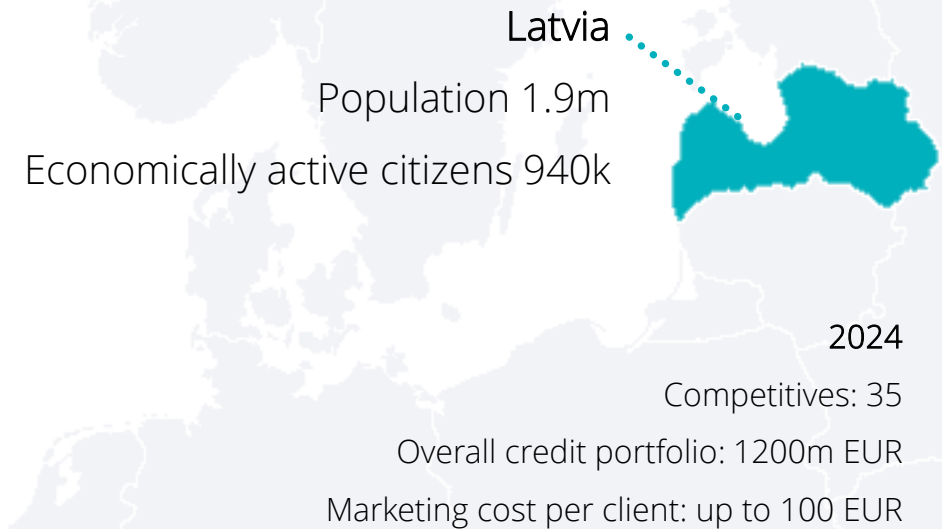 Latvia
Population 1.9m
Economically active citizens 940k
2024
Competitives: 35
Overall credit portfolio: 1200m EUR
Marketing cost per client: up to 100 EUR